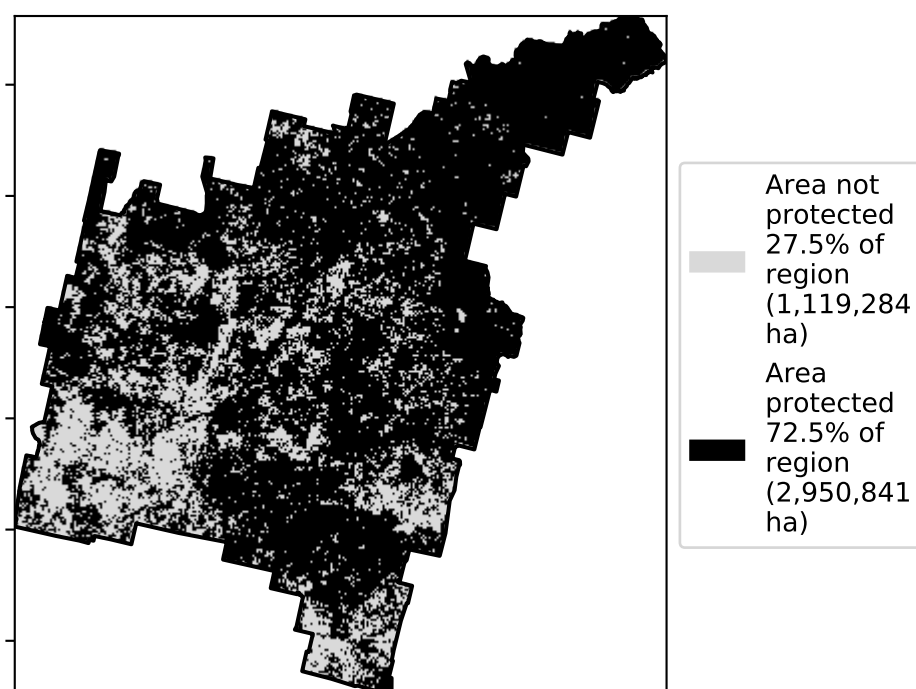 Area not
protected
27.5% of
region
(1,119,284
ha)
Area
protected
72.5% of
region
(2,950,841
ha)